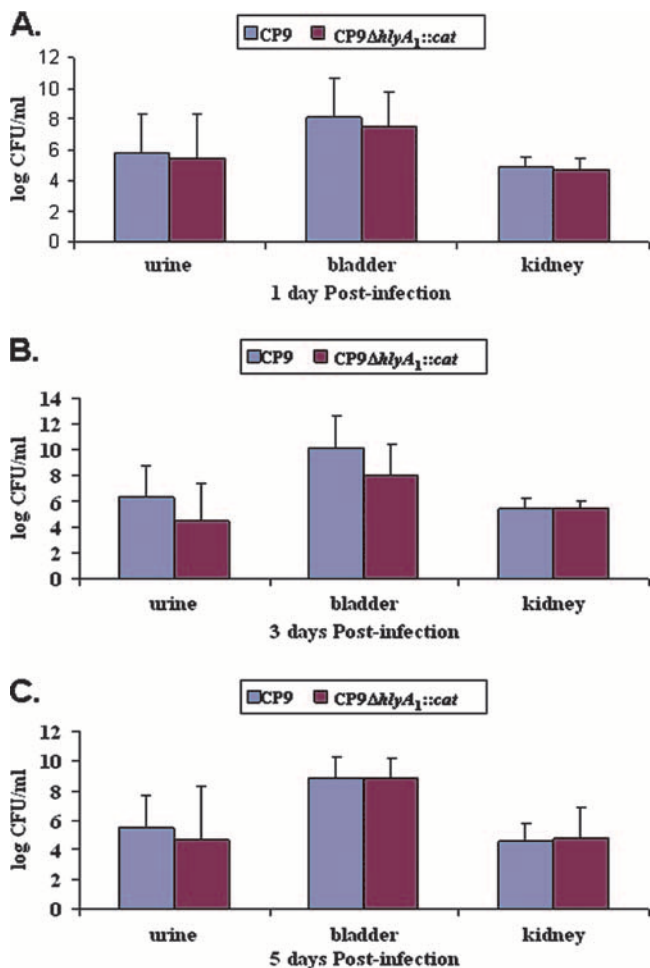 A.
CP9 CP9ΔhlyA₁::cat
12
10
8
6
4
2
0
log CFU/ml
urine bladder kidney
1 day Post-infection
B.
CP9 CP9ΔhlyA₁::cat
14
12
10
8
6
4
2
0
log CFU/ml
urine bladder kidney
3 days Post-infection
C.
CP9 CP9ΔhlyA₁::cat
12
10
8
6
4
2
0
log CFU/ml
urine bladder kidney
5 days Post-infection